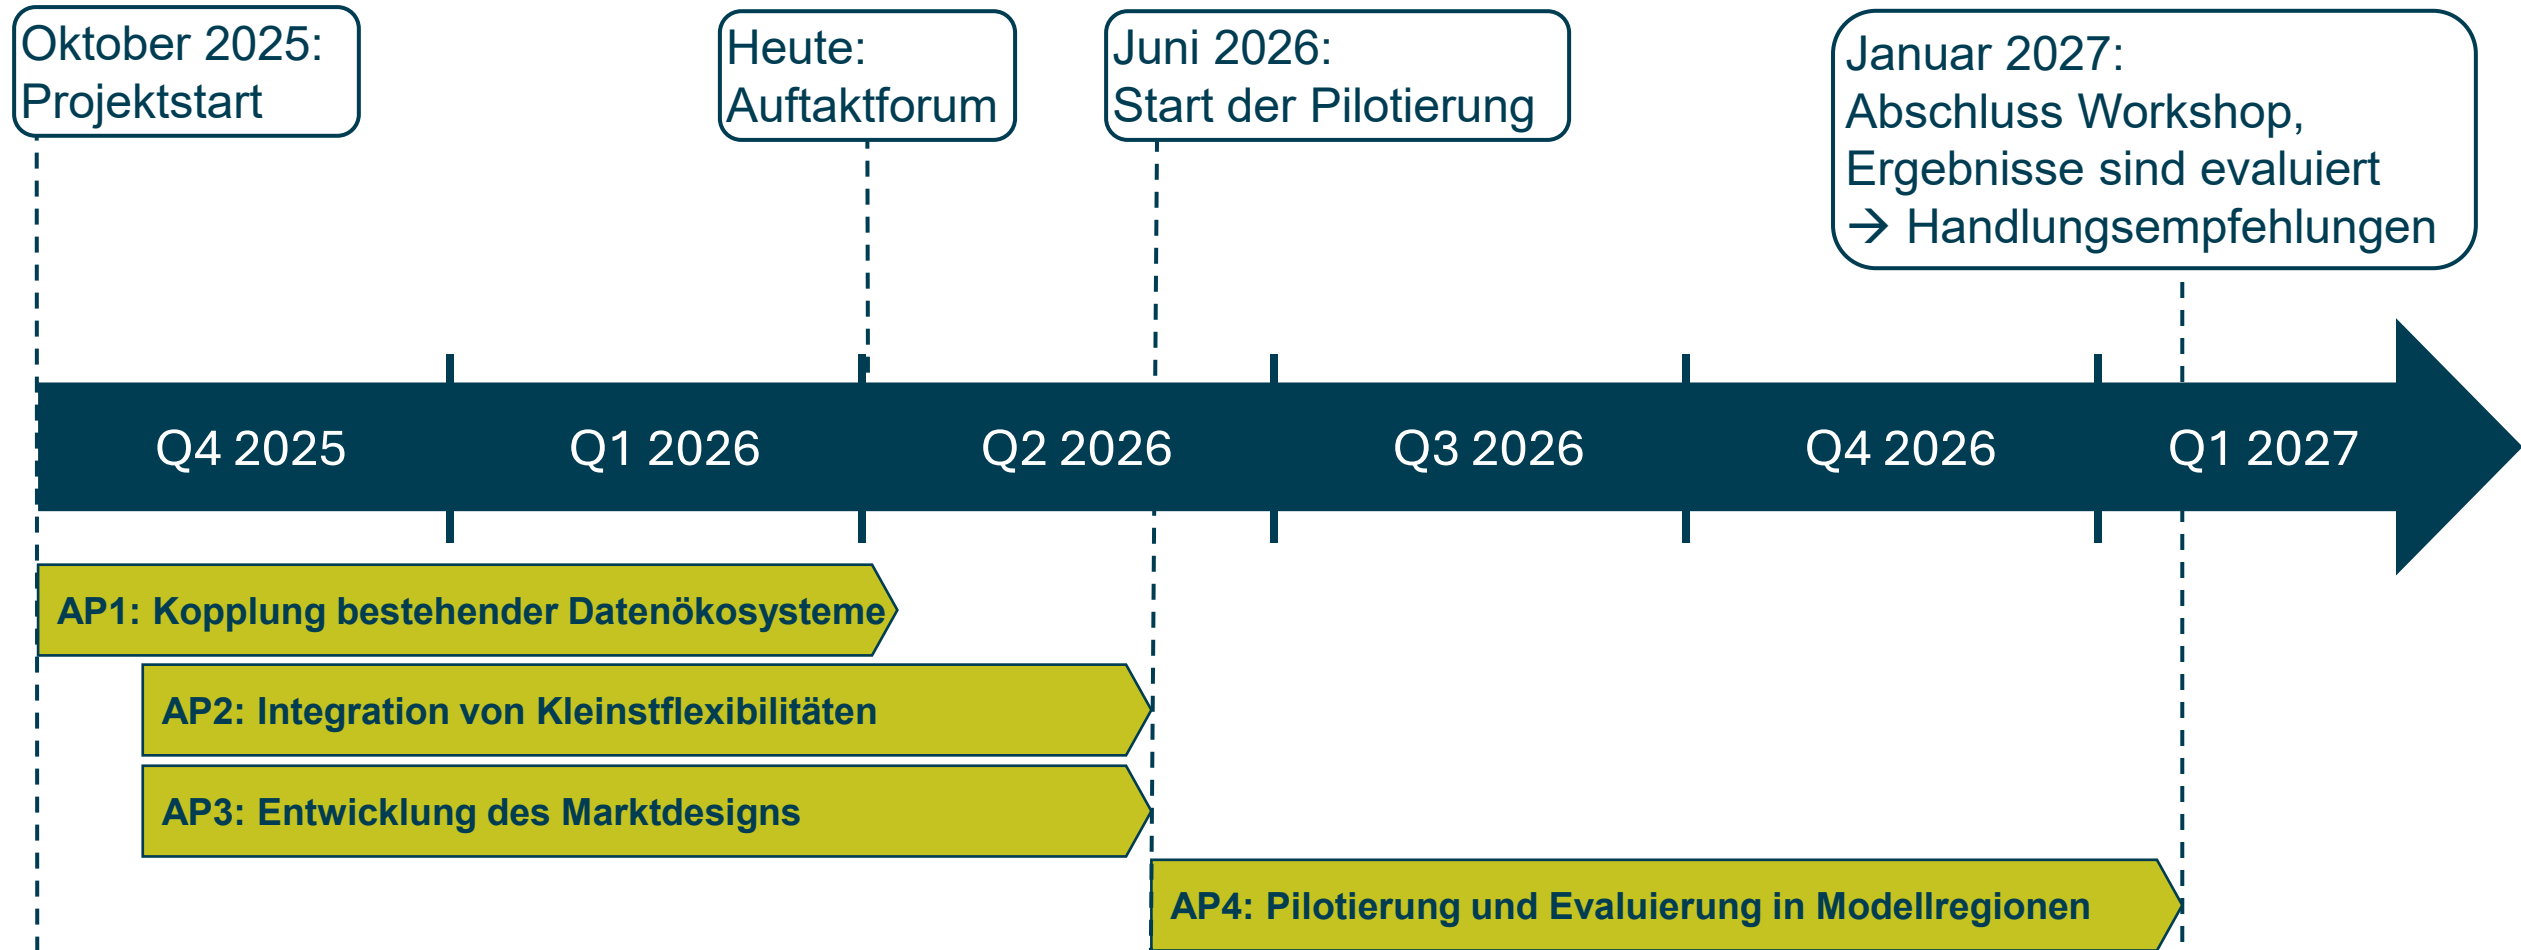 Oktober 2025:
Projektstart
Heute:
Auftaktforum
Juni 2026:
Start der Pilotierung
Januar 2027:
Abschluss Workshop,
Ergebnisse sind evaluiert
→ Handlungsempfehlungen
Q4 2025
Q1 2026
Q2 2026
Q3 2026
Q4 2026
Q1 2027
AP1: Kopplung bestehender Datenökosysteme
AP2: Integration von Kleinstflexibilitäten
AP3: Entwicklung des Marktdesigns
AP4: Pilotierung und Evaluierung in Modellregionen